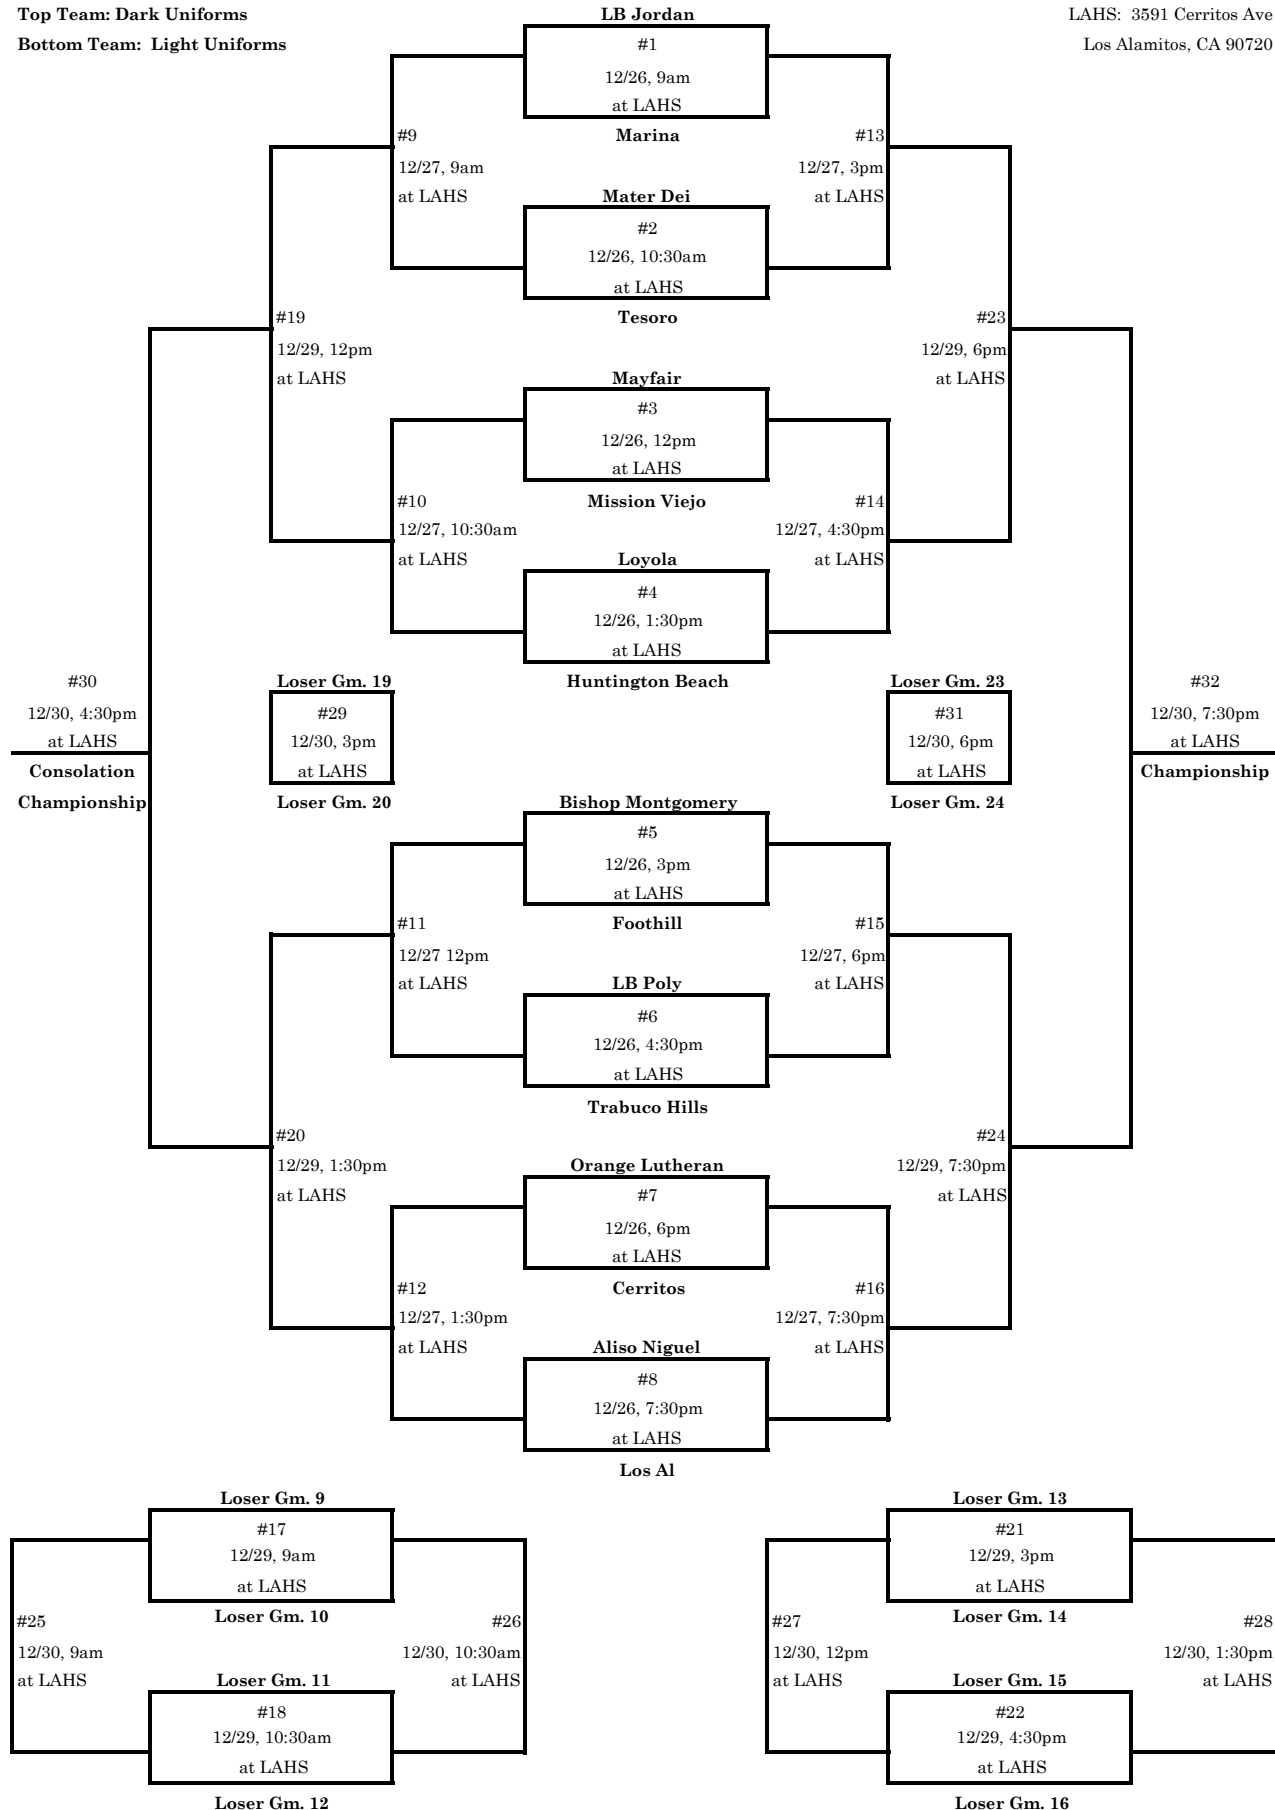 Top Team: Dark Uniforms
LB Jordan
LAHS:  3591 Cerritos Ave
Bottom Team:  Light Uniforms
#1
Los Alamitos, CA 90720
12/26, 9am
at LAHS
#9
Marina
#13
12/27, 9am
12/27, 3pm
at LAHS
Mater Dei
at LAHS
#2
12/26, 10:30am
at LAHS
#19
Tesoro
#23
12/29, 12pm
12/29, 6pm
at LAHS
Mayfair
at LAHS
#3
12/26, 12pm
at LAHS
#10
Mission Viejo
#14
12/27, 10:30am
12/27, 4:30pm
at LAHS
Loyola
at LAHS
#4
12/26, 1:30pm
at LAHS
#30
Loser Gm. 19
Huntington Beach
Loser Gm. 23
#32
12/30, 4:30pm
#29
#31
12/30, 7:30pm
at LAHS
12/30, 3pm
12/30, 6pm
at LAHS
Consolation
at LAHS
at LAHS
Championship
Championship
Loser Gm. 20
Bishop Montgomery
Loser Gm. 24
#5
12/26, 3pm
at LAHS
#11
Foothill
#15
12/27 12pm
12/27, 6pm
at LAHS
LB Poly
at LAHS
#6
12/26, 4:30pm
at LAHS
Trabuco Hills
#20
#24
12/29, 1:30pm
Orange Lutheran
12/29, 7:30pm
at LAHS
#7
at LAHS
12/26, 6pm
at LAHS
#12
Cerritos
#16
12/27, 1:30pm
12/27, 7:30pm
at LAHS
Aliso Niguel
at LAHS
#8
12/26, 7:30pm
at LAHS
Los Al
Loser Gm. 9
Loser Gm. 13
#17
#21
12/29, 9am
12/29, 3pm
at LAHS
at LAHS
#25
Loser Gm. 10
#26
#27
Loser Gm. 14
#28
12/30, 9am
12/30, 10:30am
12/30, 12pm
12/30, 1:30pm
at LAHS
Loser Gm. 11
at LAHS
at LAHS
Loser Gm. 15
at LAHS
#18
#22
12/29, 10:30am
12/29, 4:30pm
at LAHS
at LAHS
Loser Gm. 12
Loser Gm. 16